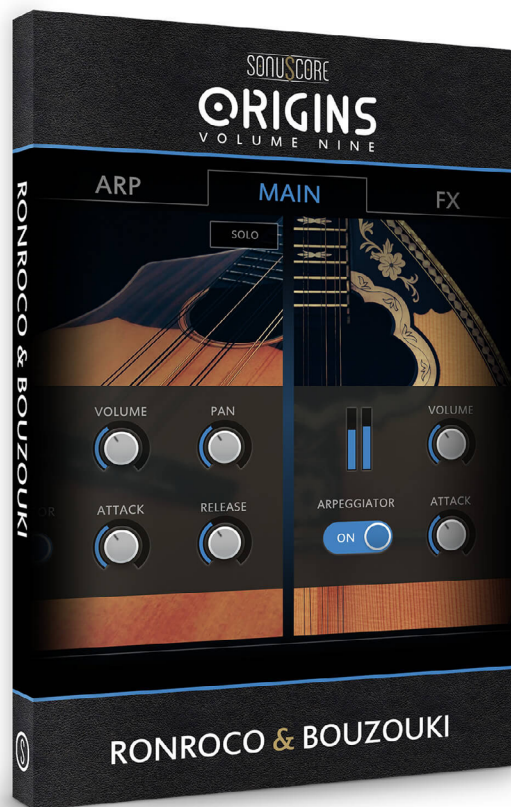 SONUSCORE
ORIGINS
VOLUME NINE
RONROCO & BOUZOUKI
ARP
MAIN
FX
SOLO
VOLUME
PAN
VOLUME
ATTACK
RELEASE
ARPEGGIATOR
ON
ATTACK
OR
RONROCO & BOUZOUKI